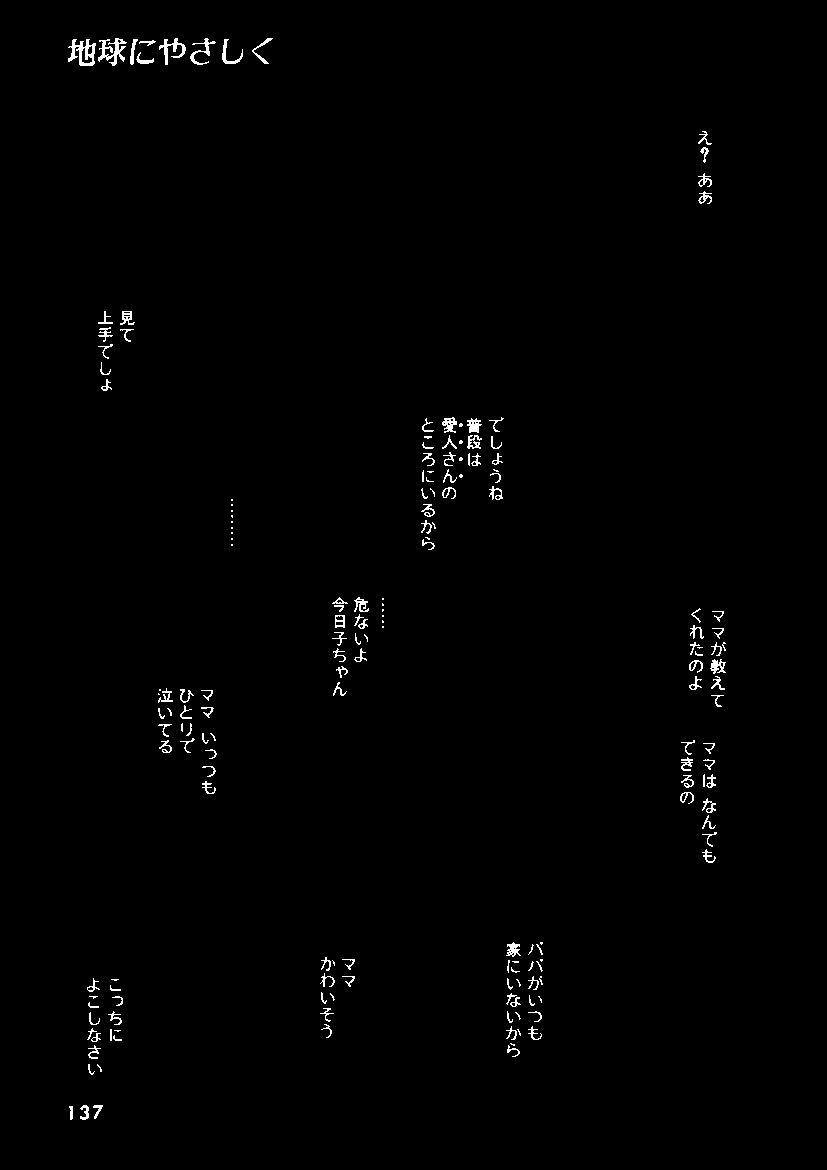 地球にやさしく
え？ ああ
見て
上手でしょ
でしょうね
普段は
愛人さんの
ところにいるから
………
……
危ないよ
今日子ちゃん
ママが教えて
くれたのよ
ママは なんでも
できるの
ママ いっつも
ひとりで
泣いてる
パパがいつも
家にいないから
ママ
かわいそう
こっちに
よこしなさい
137